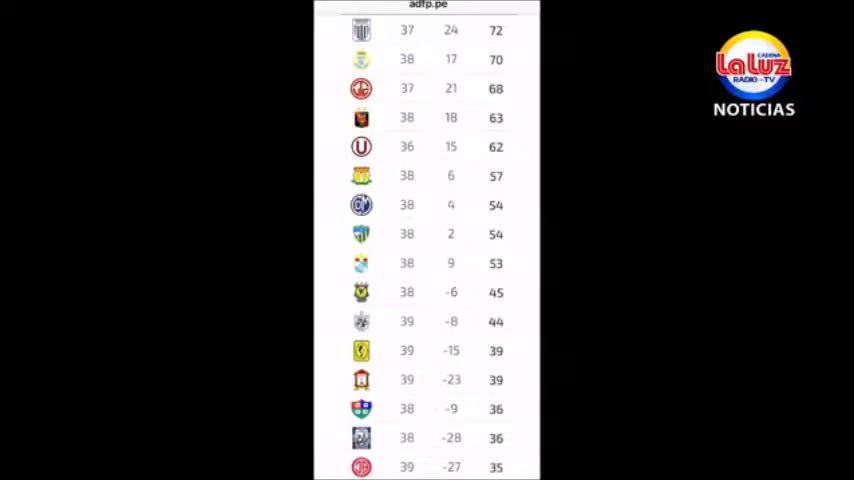 adfp.pe
37 24 72
38 17 70
37 21 68
38 18 63
U 36 15 62
38 6 57
38 4 54
38 2 54
38 9 53
38 -6 45
39 -8 44
39 -15 39
39 -23 39
38 -9 36
38 -28 36
39 -27 35
CADENA
La Luz
RADIO - TV
NOTICIAS